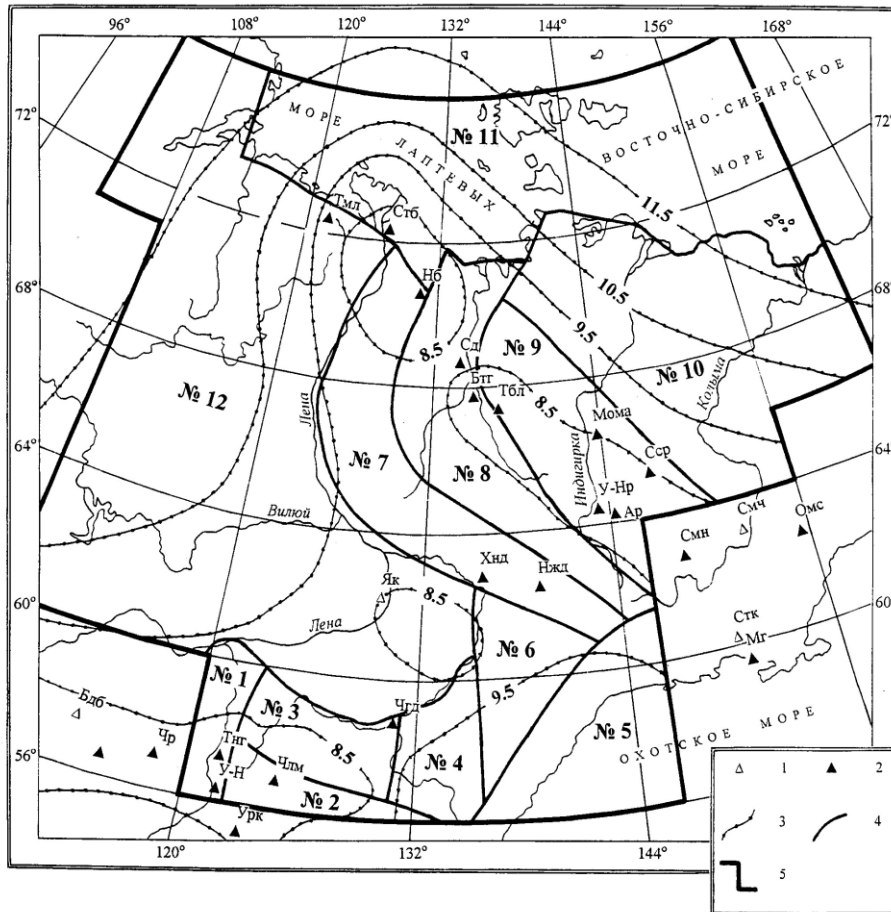 96° 108° 120° 132° 144° 156° 168°
72° 72°
МОРЕ
ЛАПТЕВЫХ
№ 11
ВОСТОЧНО-СИБИРСКОЕ
МОРЕ
11.5
Тмл
Стб
68° 68°
Нб
10.5
9.5
8.5
Сд
№ 9
Бтг
Тбл
№ 10
Колыма
№ 12
Лена
8.5
Мома
64° 64°
№ 7
№ 8
Индигирка
Сср
У-Нр
Ар
Вилюй
Смн
Смч
Омс
Хнд
Нжд
Як
8.5
60° 60°
Лена
№ 6
Стк
Мг
№ 1
9.5
Бдб
№ 3
Чгд
№ 5
ОХОТСКОЕ МОРЕ
Чр
Тнг
8.5
№ 4
56°
У-Н
Члм
№ 2
Урк
120° 132° 144°
1 2
3 4
5